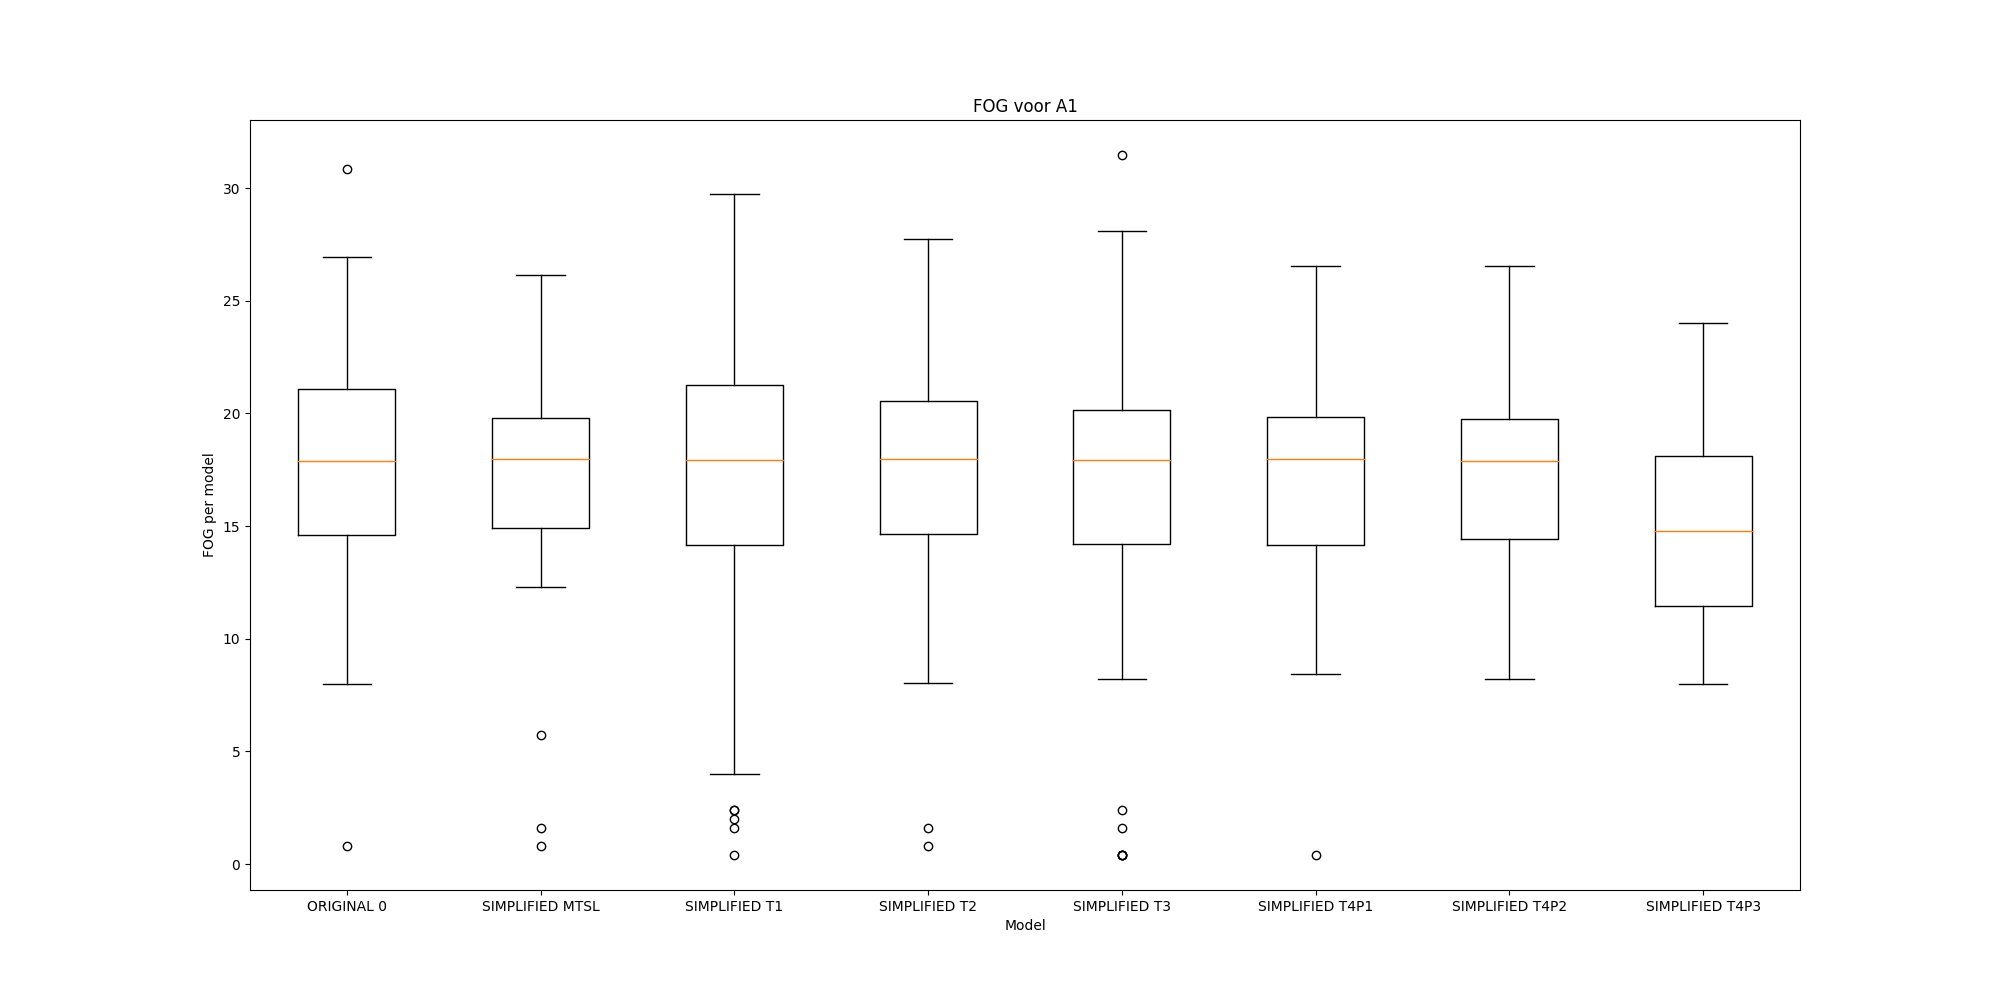 FOG voor A1
FOG per model
30
25
20
15
10
5
0
ORIGINAL 0
SIMPLIFIED MTSL
SIMPLIFIED T1
SIMPLIFIED T2
SIMPLIFIED T3
SIMPLIFIED T4P1
SIMPLIFIED T4P2
SIMPLIFIED T4P3
Model